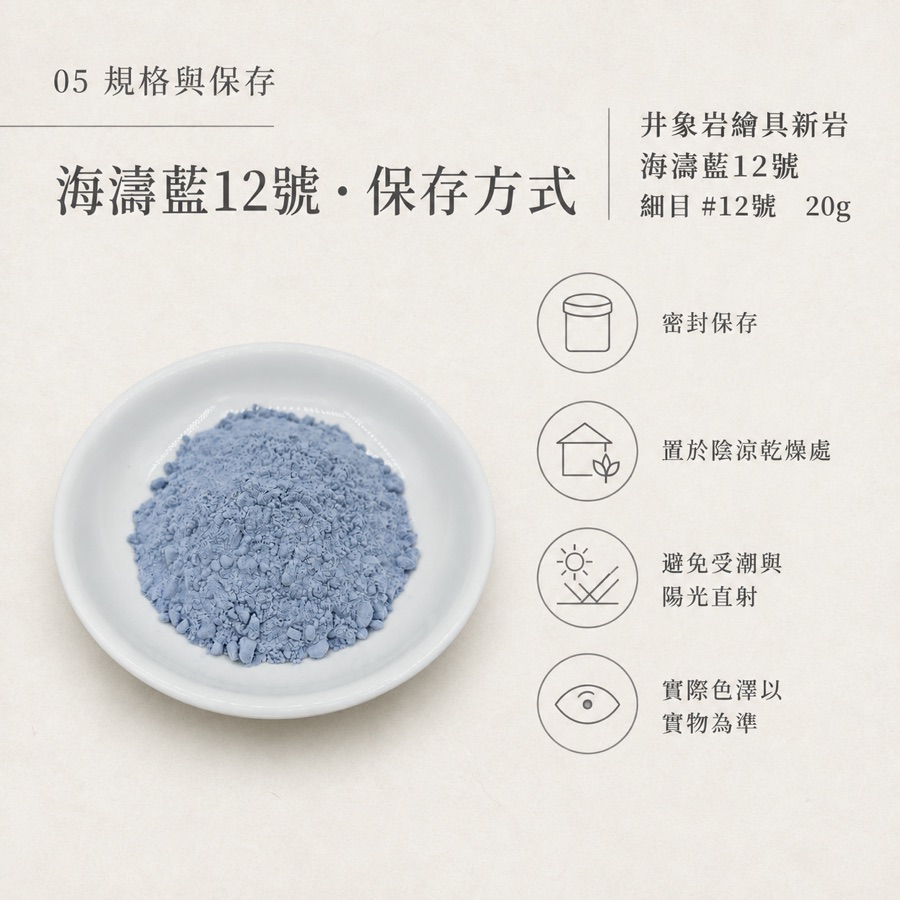 05 規格與保存
海濤藍12號・保存方式
井象岩繪具新岩
海濤藍12號
細目 #12號 20g
密封保存
置於陰涼乾燥處
避免受潮與
陽光直射
實際色澤以
實物為準